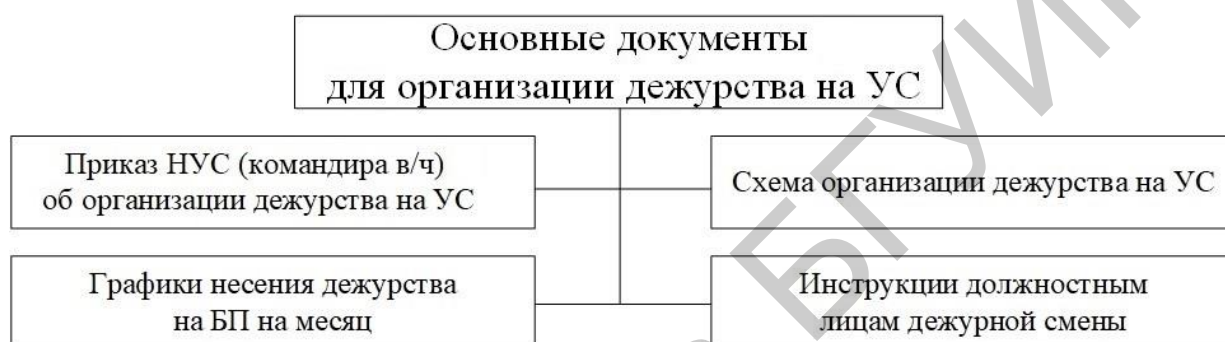 Основные документы
для организации дежурства на УС
Приказ НУС (командира в/ч)
об организации дежурства на УС
Схема организации дежурства на УС
Графики несения дежурства
на БП на месяц
Инструкции должностным
лицам дежурной смены
БГУИ